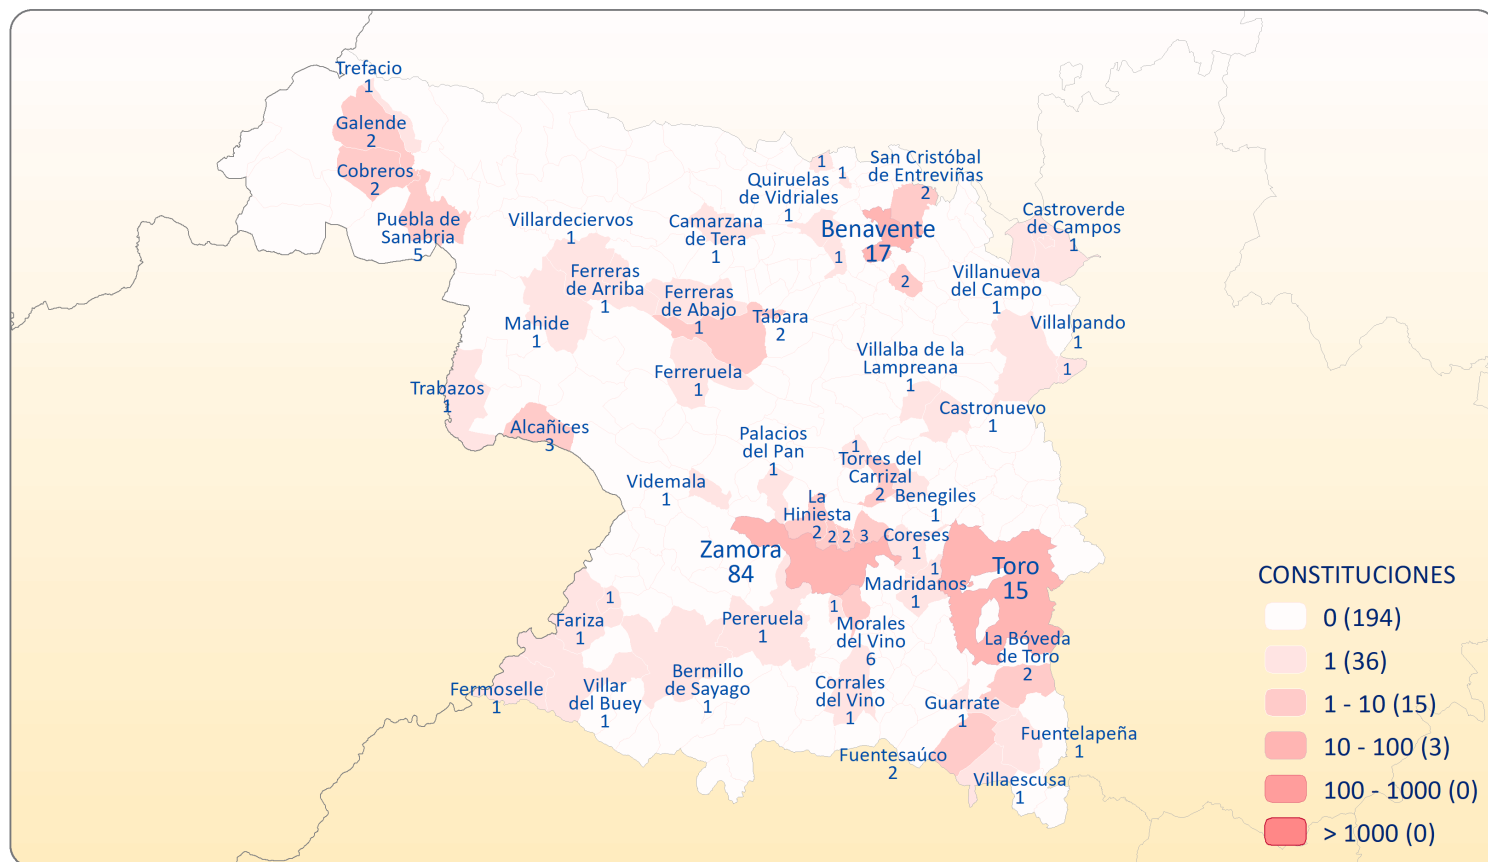 Trefacio
1
Galende
2
Cobreros
2
Puebla de
Sanabria
5
Villardeciervos
1
Ferreras
de Arriba
1
Mahide
1
Camarzana
de Tera
1
Ferreras
de Abajo
1
Tábara
2
Ferreruela
1
Quiruelas
de Vidriales
1
1
1
San Cristóbal
de Entreviñas
2
Benavente
17
1
2
Castroverde
de Campos
1
Villanueva
del Campo
1
Villalpando
1
1
Villalba de la
Lampreana
1
Castronuevo
1
Trabazos
1
Alcañices
3
Videmala
1
Palacios
del Pan
1
1
Torres del
Carrizal
2
Benegiles
1
La
Hiniesta
2
2
2
3
Coreses
1
1
Madridanos
1
Zamora
84
Toro
15
1
Fariza
1
Pereruela
1
1
Morales
del Vino
6
La Bóveda
de Toro
2
Fermoselle
1
Villar
del Buey
1
Bermillo
de Sayago
1
Corrales
del Vino
1
Guarrate
1
Fuentesaúco
2
Fuentelapeña
1
Villaescusa
1
CONSTITUCIONES
0 (194)
1 (36)
1 - 10 (15)
10 - 100 (3)
100 - 1000 (0)
> 1000 (0)